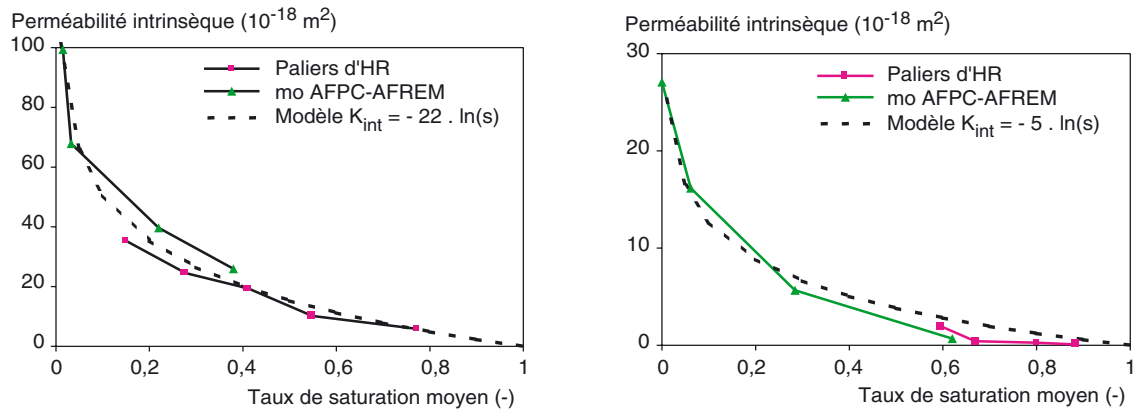 Perméabilité intrinsèque (10-18 m2)
100
80
60
40
20
0
Paliers d'HR
mo AFPC-AFREM
Modèle Kint = - 22 . ln(s)
0 0,2 0,4 0,6 0,8 1
Taux de saturation moyen (-)
Perméabilité intrinsèque (10-18 m2)
30
20
10
0
Paliers d'HR
mo AFPC-AFREM
Modèle Kint = - 5 . ln(s)
0 0,2 0,4 0,6 0,8 1
Taux de saturation moyen (-)